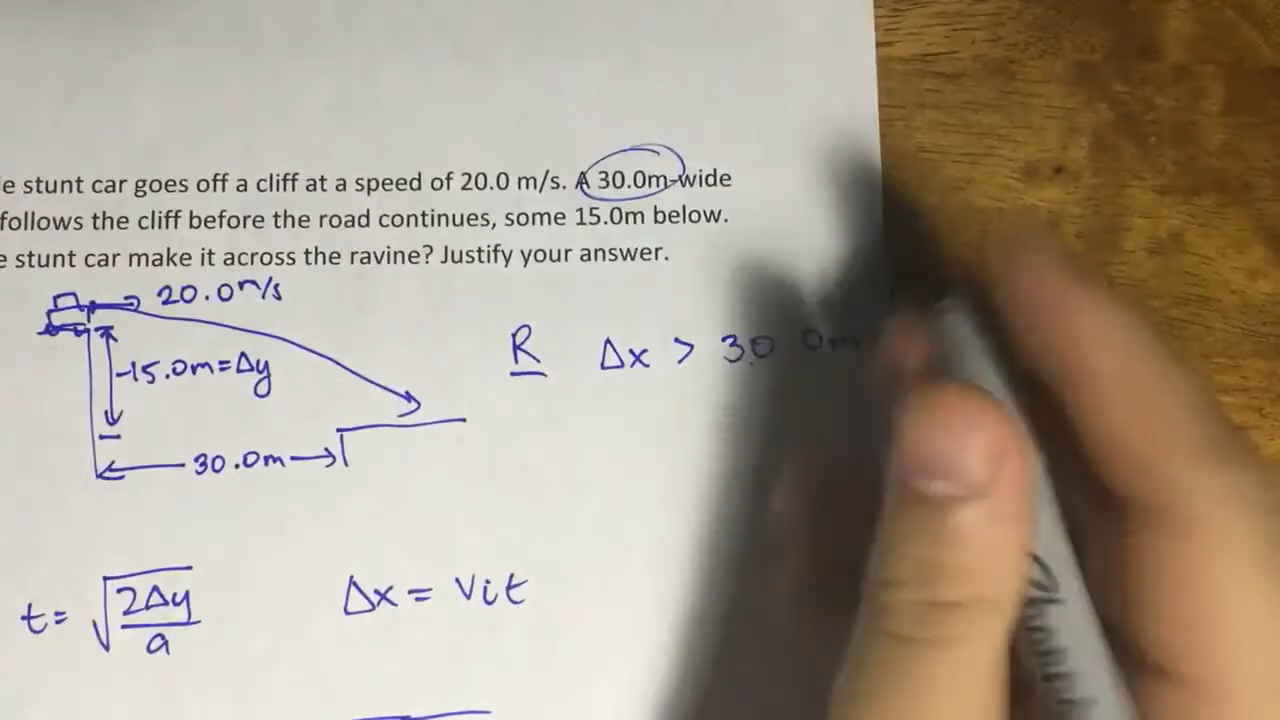 e stunt car goes off a cliff at a speed of 20.0 m/s. A 30.0m-wide
follows the cliff before the road continues, some 15.0m below.
e stunt car make it across the ravine? Justify your answer.
20.0m/s
-15.0m=Δy
30.0m
R Δx > 30.0m
t= √(2Δy/a)
Δx = Vit